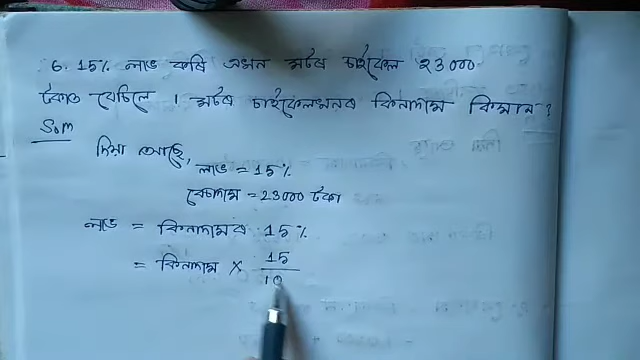 6. 15% লাভ কৰি এখন মটৰ চাইকেল 23000
টকাত বেচিলে । মটৰ চাইকেলখনৰ কিনাদাম কিমান ?
Som
দিয়া আছে,
লাভ = 15%
বেচাদাম = 23000 টকা
লাভ = কিনাদামৰ 15%
= কিনাদাম × 15/10